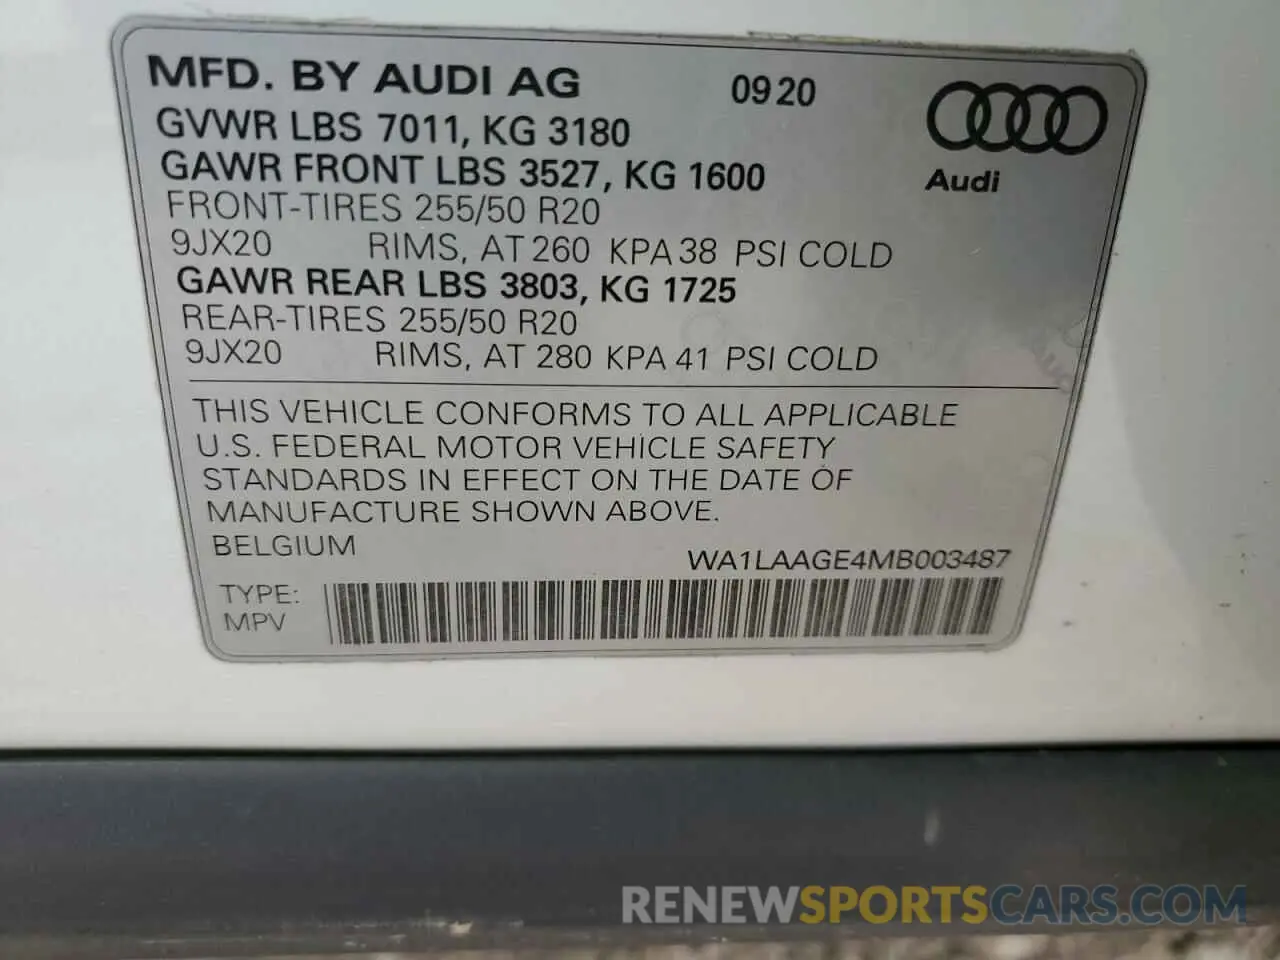 MFD. BY AUDI AG 09 20
GVWR LBS 7011, KG 3180
GAWR FRONT LBS 3527, KG 1600
Audi
FRONT-TIRES 255/50 R20
9JX20 RIMS, AT 260 KPA 38 PSI COLD
GAWR REAR LBS 3803, KG 1725
REAR-TIRES 255/50 R20
9JX20 RIMS, AT 280 KPA 41 PSI COLD
THIS VEHICLE CONFORMS TO ALL APPLICABLE
U.S. FEDERAL MOTOR VEHICLE SAFETY
STANDARDS IN EFFECT ON THE DATE OF
MANUFACTURE SHOWN ABOVE.
BELGIUM
WA1LAAGE4MB003487
TYPE:
MPV
RENEWSPORTSCARS.COM